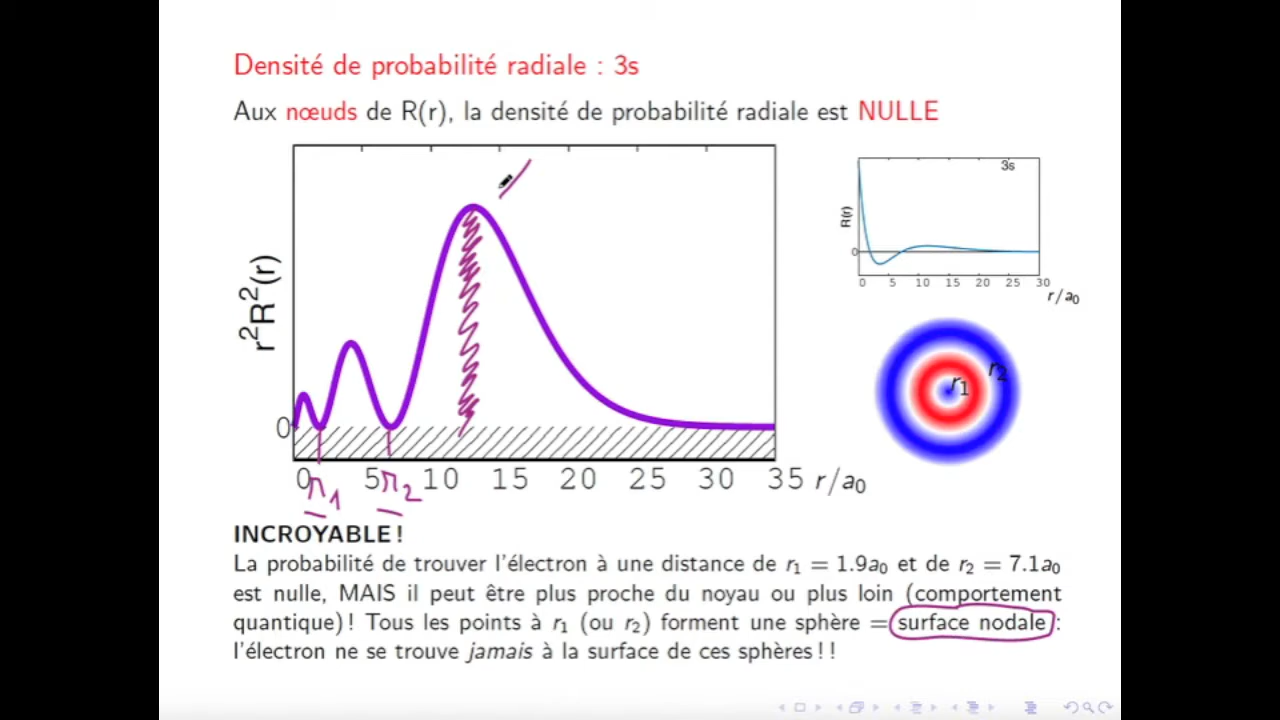 Densité de probabilité radiale : 3s
Aux nœuds de R(r), la densité de probabilité radiale est NULLE
r²R²(r)
0
0 5 10 15 20 25 30 35 r/a₀
r₁ r₂
3s
R(r)
0
0 5 10 15 20 25 30
r/a₀
r₁ r₂
INCROYABLE !
La probabilité de trouver l'électron à une distance de r₁ = 1.9a₀ et de r₂ = 7.1a₀
est nulle, MAIS il peut être plus proche du noyau ou plus loin (comportement
quantique) ! Tous les points à r₁ (ou r₂) forment une sphère = surface nodale :
l'électron ne se trouve jamais à la surface de ces sphères ! !